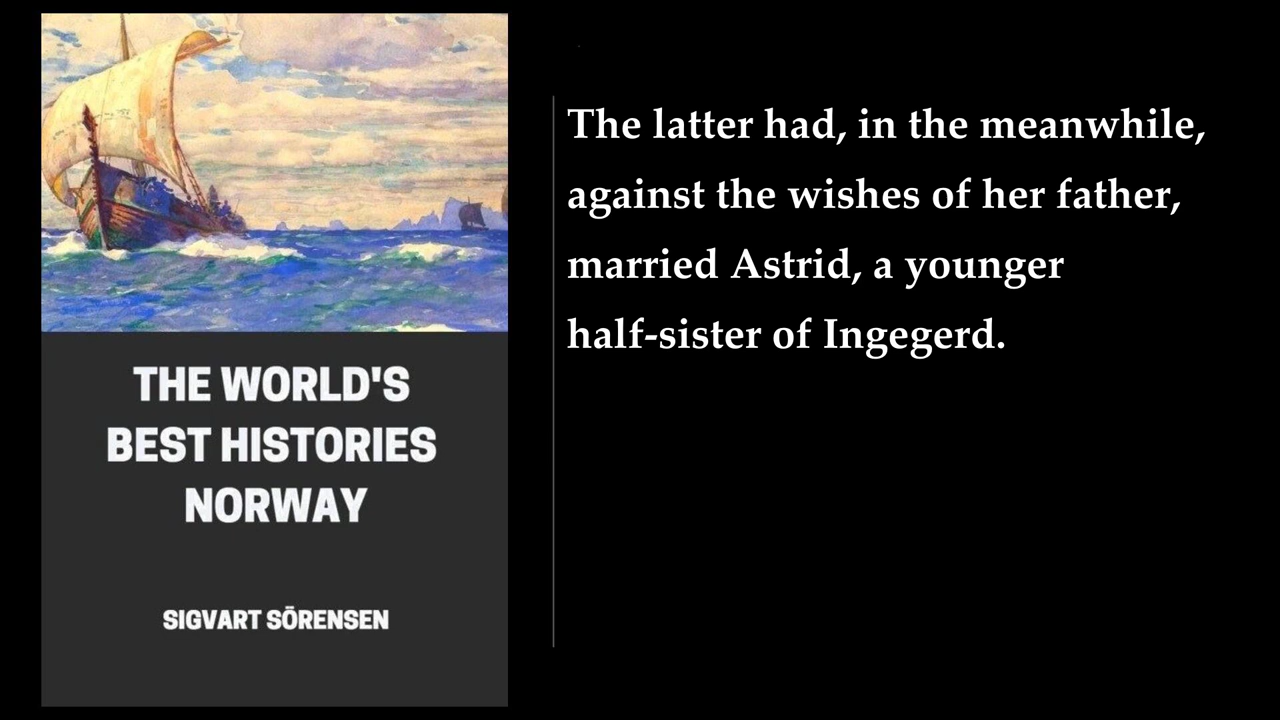 THE WORLD'S
BEST HISTORIES
NORWAY
SIGVART SÖRENSEN
The latter had, in the meanwhile,
against the wishes of her father,
married Astrid, a younger
half-sister of Ingegerd.